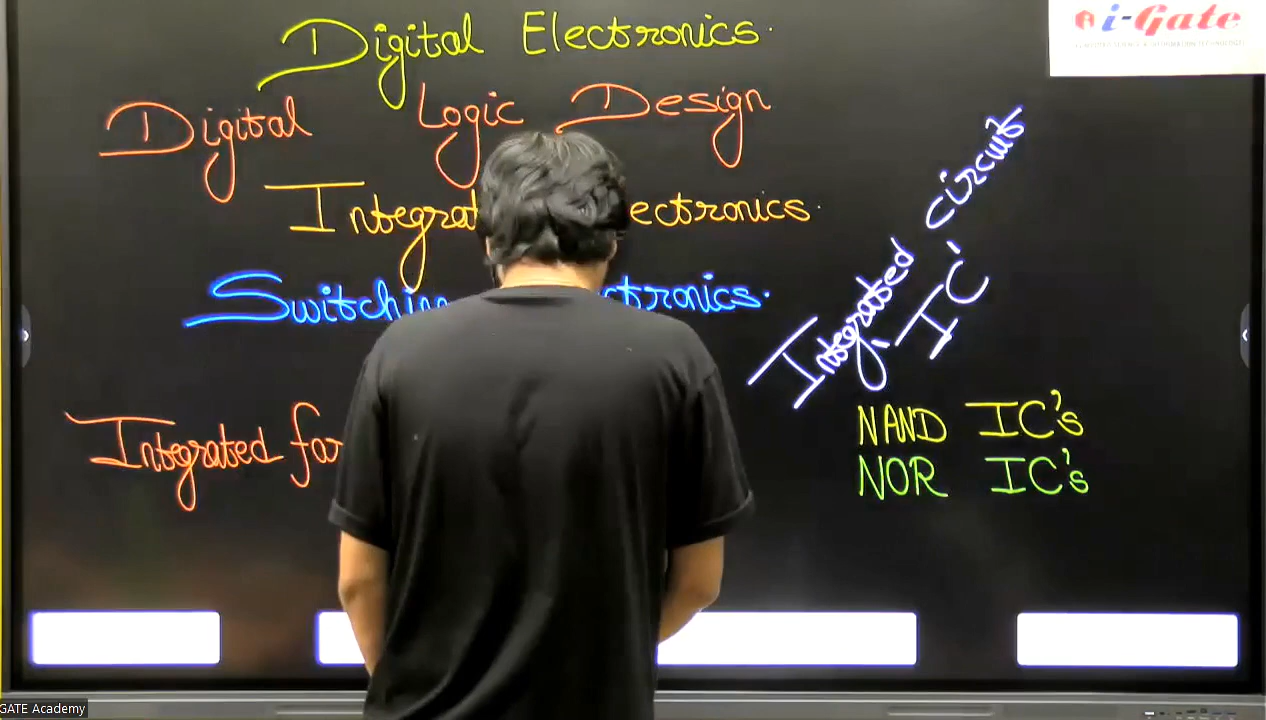 Digital Electronics.
i-Gate
Digital Logic Design
Integrat ectronics.
Switchin ctronics.
Integrated circuit
IC
Integrated for
NAND IC's
NOR IC's
GATE Academy